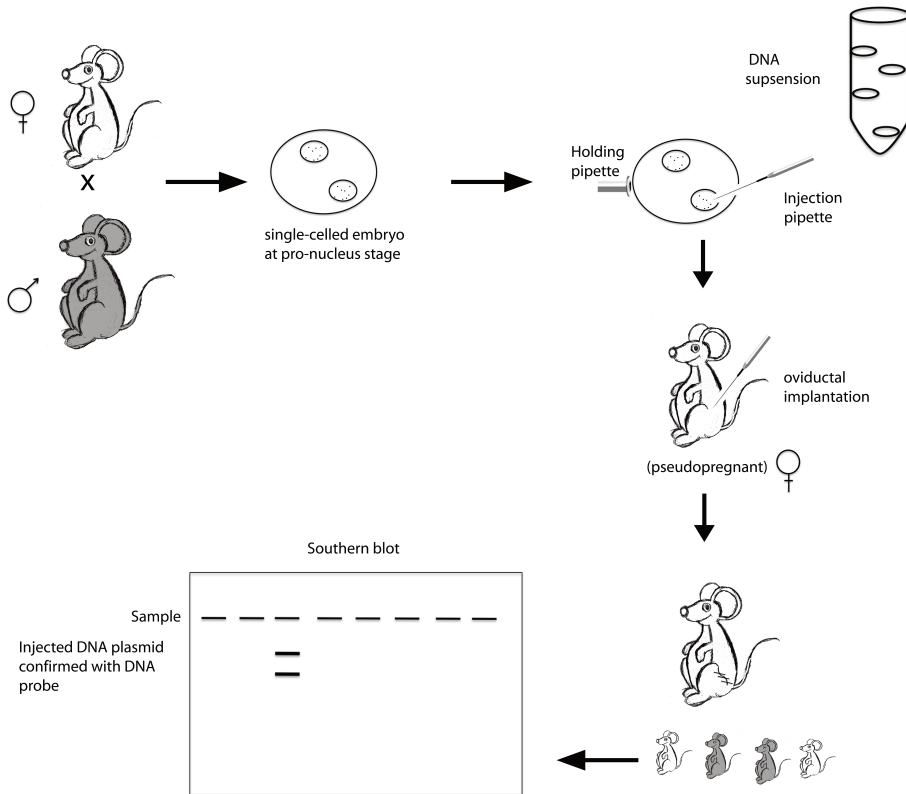 DNA
supsension
X
Holding
pipette
Injection
pipette
single-celled embryo
at pro-nucleus stage
oviductal
implantation
(pseudopregnant)
Southern blot
Sample
Injected DNA plasmid
confirmed with DNA
probe